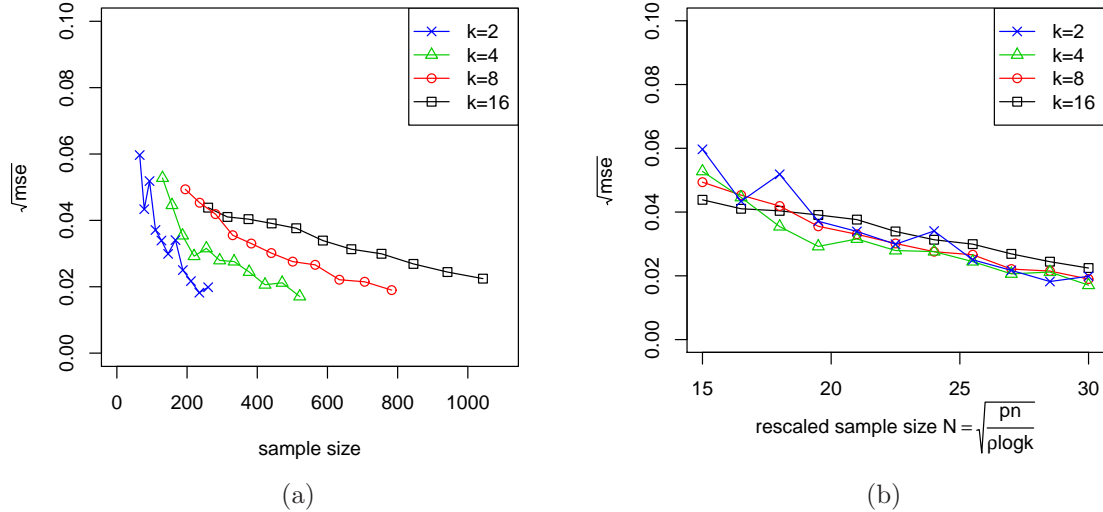 0.10
0.08
0.06
0.04
0.02
0.00
√mse
k=2
k=4
k=8
k=16
0 200 400 600 800 1000
sample size
(a)
0.10
0.08
0.06
0.04
0.02
0.00
√mse
k=2
k=4
k=8
k=16
15 20 25 30
rescaled sample size N = √(pn/ρlogk)
(b)